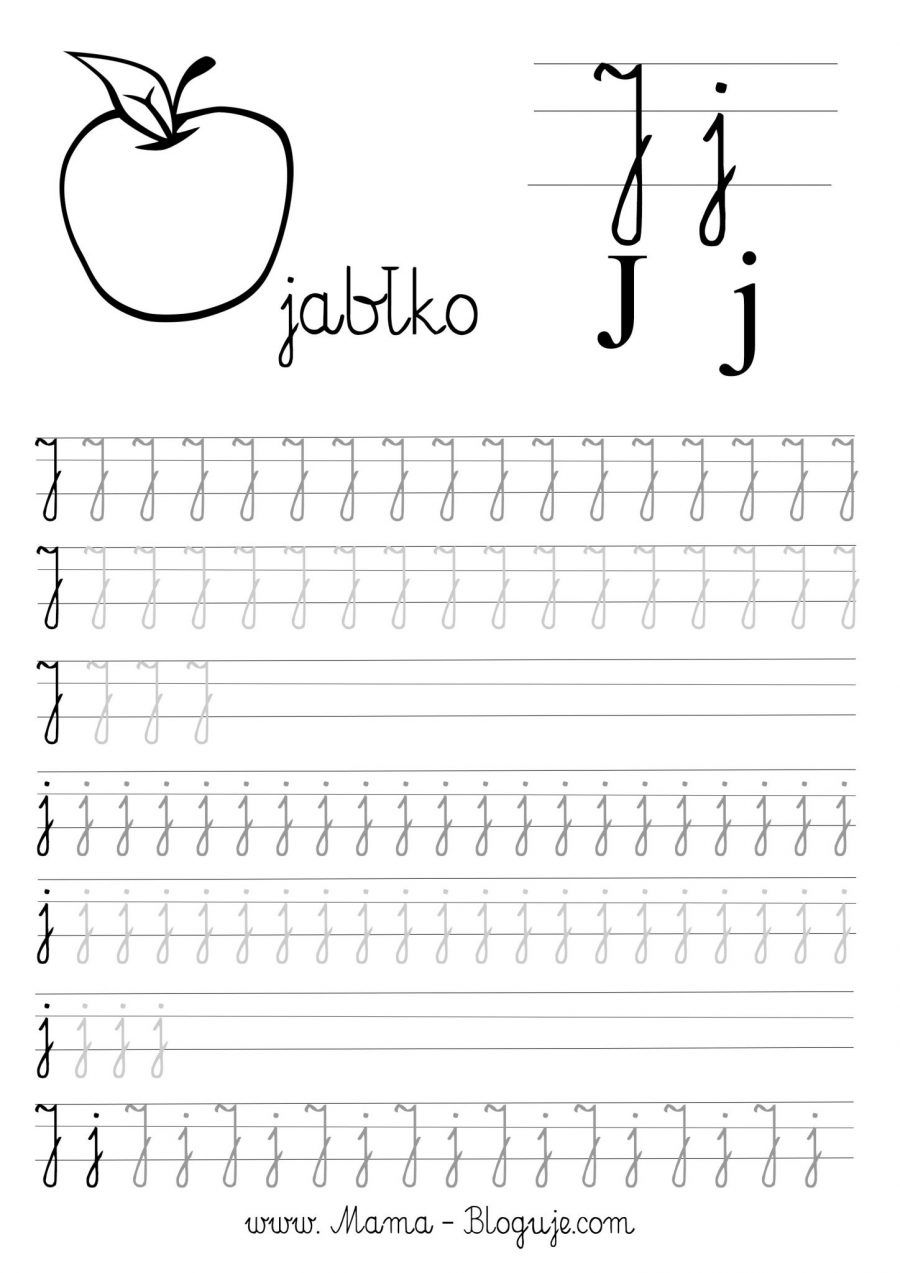 J j
jabłko
J j
J J J J J J J J J J J J J J J J J
J J J J J J J J J J J J J J J J J
J J J J
j j j j j j j j j j j j j j j j j j j j j
j j j j j j j j j j j j j j j j j j j j j
j j j j
J j J j J j J j J j J j J j J j J j
www. Mama - Bloguje.com